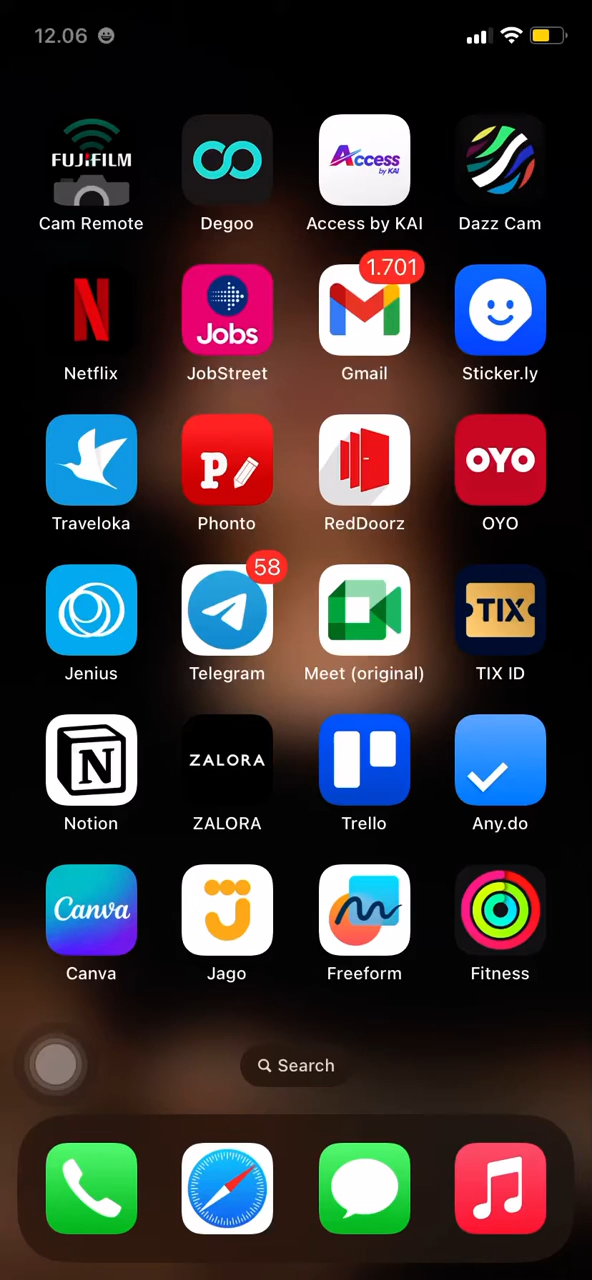 12.06
FUJIFILM
Access
by KAI
Cam Remote
Degoo
Access by KAI
Dazz Cam
1.701
N
Jobs
M
Netflix
JobStreet
Gmail
Sticker.ly
P
OYO
Traveloka
Phonto
RedDoorz
OYO
58
TIX
Jenius
Telegram
Meet (original)
TIX ID
N
ZALORA
Notion
ZALORA
Trello
Any.do
Canva
Canva
Jago
Freeform
Fitness
Search